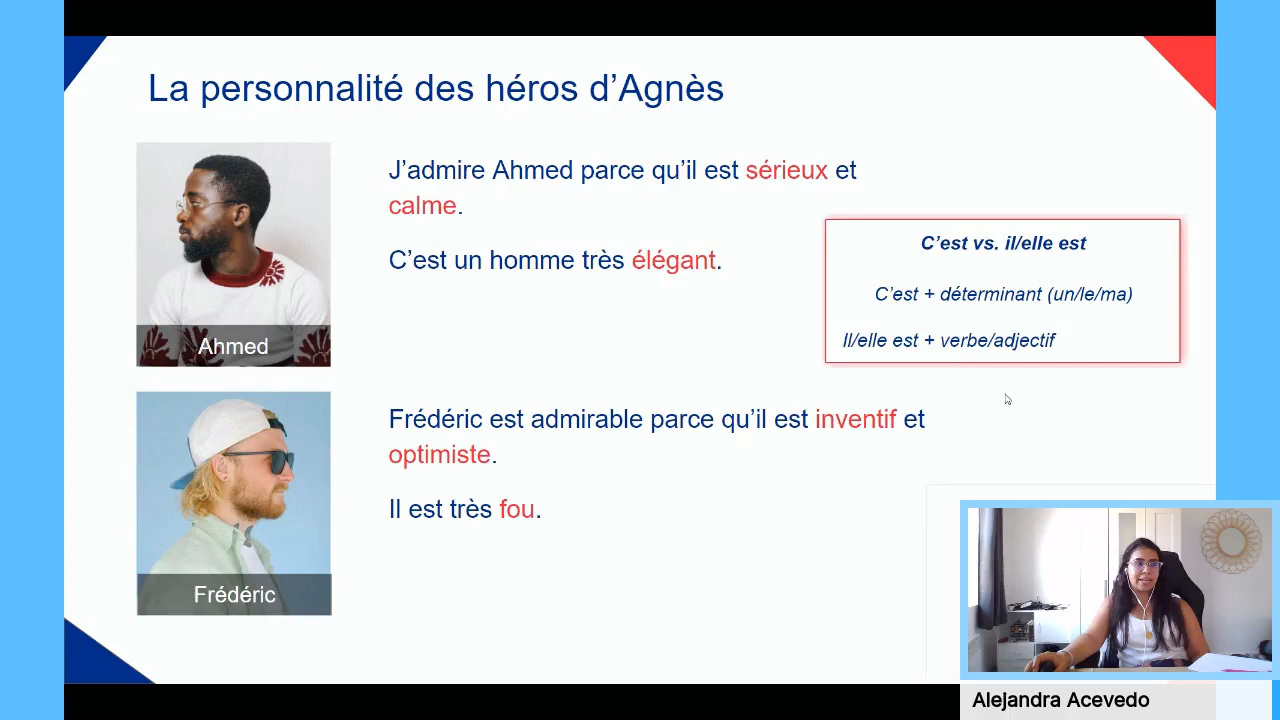 La personnalité des héros d’Agnès
J’admire Ahmed parce qu’il est sérieux et
calme.
C’est un homme très élégant.
Ahmed
C’est vs. il/elle est
C’est + déterminant (un/le/ma)
Il/elle est + verbe/adjectif
Frédéric est admirable parce qu’il est inventif et
optimiste.
Il est très fou.
Frédéric
Alejandra Acevedo